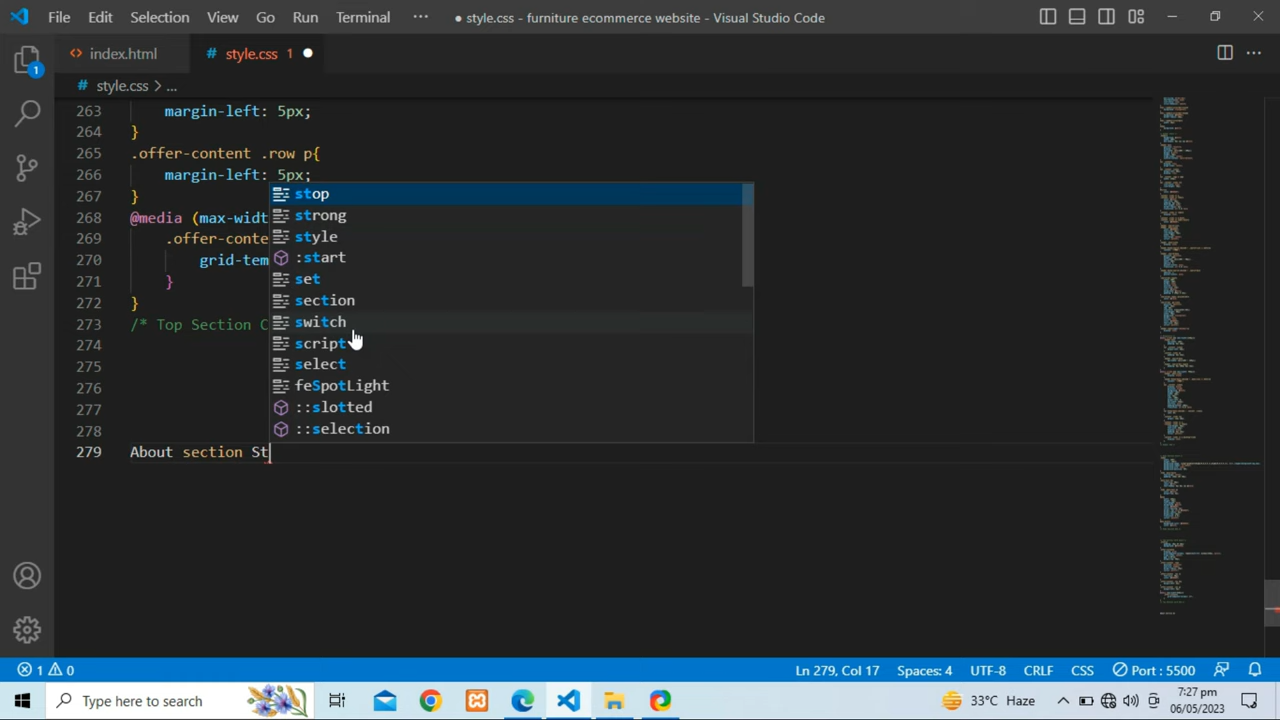 File Edit Selection View Go Run Terminal ··· ● style.css - furniture ecommerce website - Visual Studio Code
<> index.html # style.css 1 ●
# style.css > ...
263 margin-left: 5px;
264 }
265 .offer-content .row p{
266 margin-left: 5px;
267 }
268 @media (max-widt
269 .offer-conte
270 grid-tem
271 }
272 }
273 /* Top Section C
274
275
276
277
278
279 About section St
stop
strong
style
:start
set
section
switch
script
select
feSpotLight
::slotted
::selection
1
1 0 Ln 279, Col 17 Spaces: 4 UTF-8 CRLF CSS Port : 5500
Type here to search 33°C Haze 7:27 pm
06/05/2023